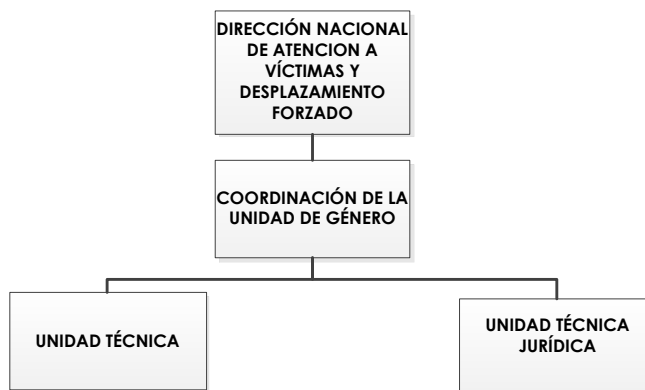 DIRECCIÓN NACIONAL
DE ATENCION A
VÍCTIMAS Y
DESPLAZAMIENTO
FORZADO
COORDINACIÓN DE LA
UNIDAD DE GÉNERO
UNIDAD TÉCNICA
UNIDAD TÉCNICA
JURÍDICA